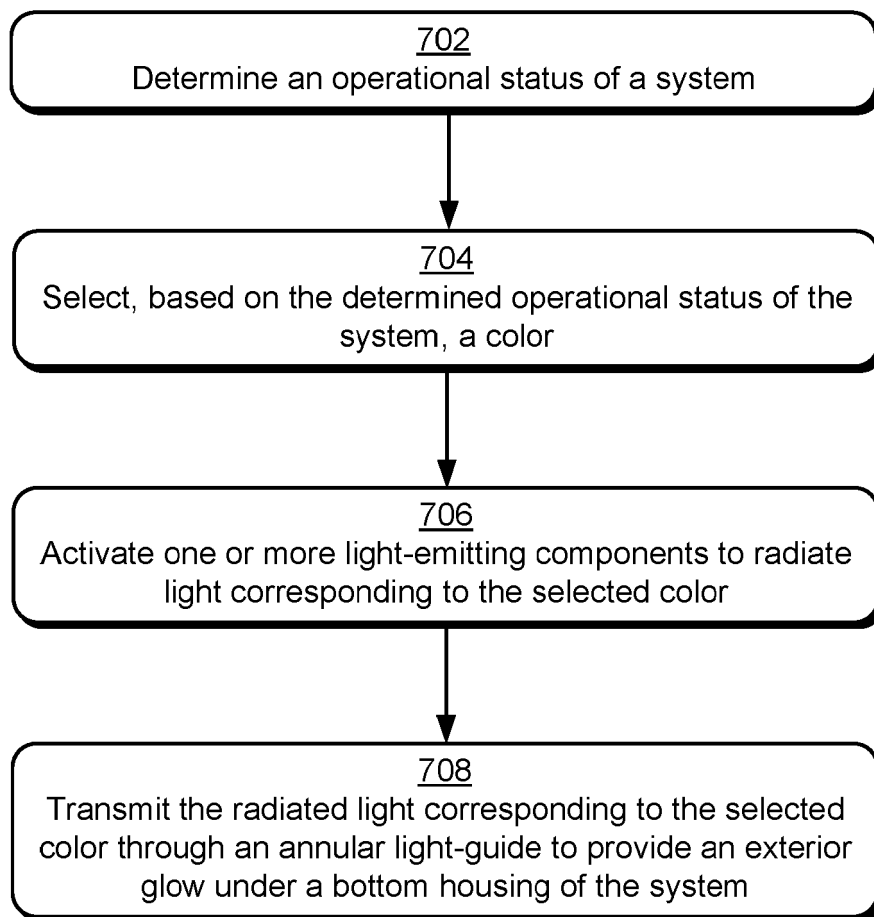 702
Determine an operational status of a system
704
Select, based on the determined operational status of the
system, a color
706
Activate one or more light-emitting components to radiate
light corresponding to the selected color
708
Transmit the radiated light corresponding to the selected
color through an annular light-guide to provide an exterior
glow under a bottom housing of the system